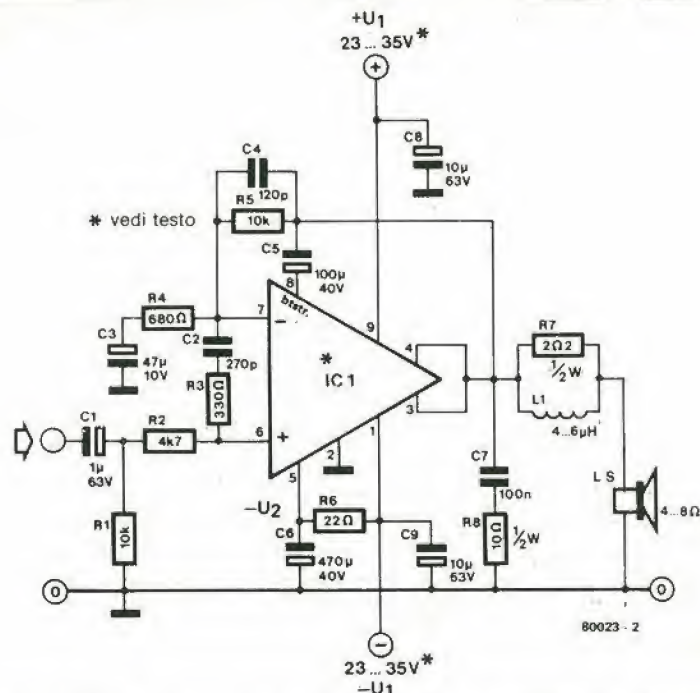 +U1
23 ... 35V*
+
C8
10µ
63V
C4
120p
R5
10k
* vedi testo
C5
100µ
40V
8
btstr.
R4
680Ω
7
−
9
C3
47µ
10V
C2
270p
R3
330Ω
*
IC1
4
3
R7
2Ω2
½W
L1
4...6µH
C1
1µ
63V
R2
4k7
6
+
5
2
1
C7
100n
LS
4...8Ω
−U2
R6
22Ω
R1
10k
C6
470µ
40V
C9
10µ
63V
R8
10Ω
½W
0
0
80023 - 2
−
23 ... 35V*
−U1